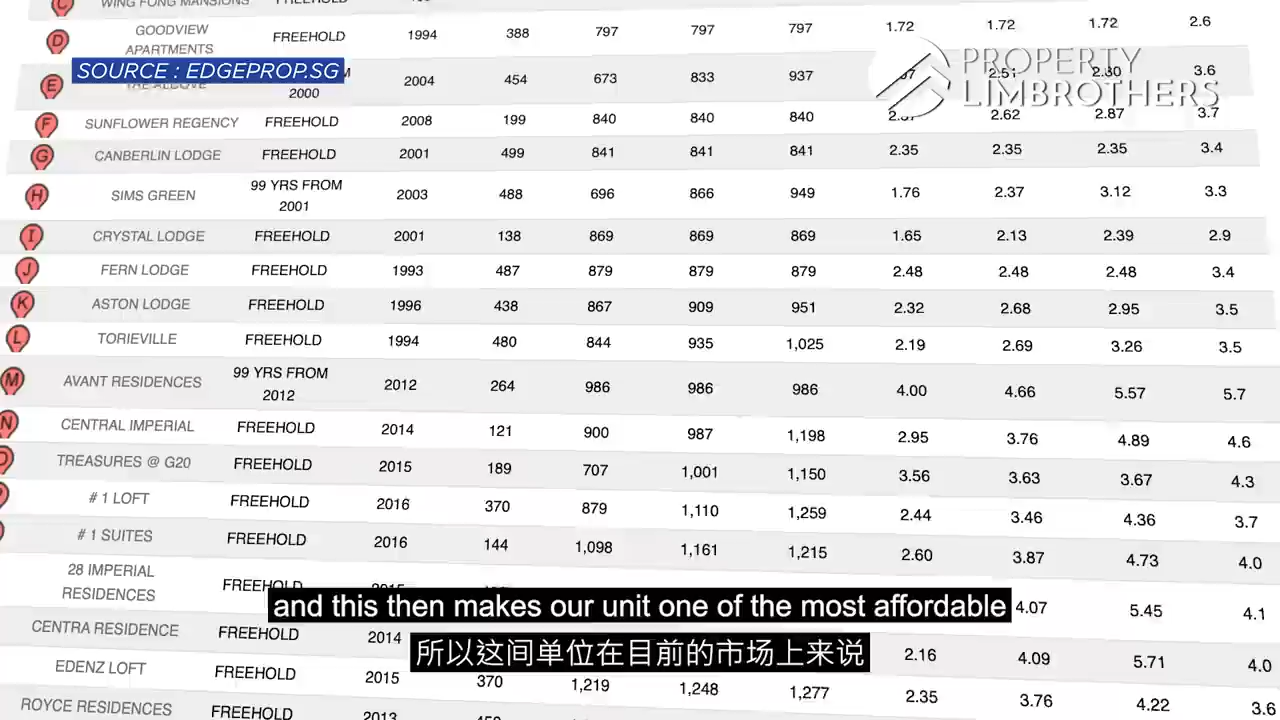 C WING FONG MANSIONS FREEHOLD
D GOODVIEW APARTMENTS FREEHOLD 1994 388 797 797 797 1.72 1.72 1.72 2.6
SOURCE : EDGEPROP.SG
PROPERTY
LIMBROTHERS
E 2000 2004 454 673 833 937 2.51 2.80 3.6
F SUNFLOWER REGENCY FREEHOLD 2008 199 840 840 840 2.62 2.87 3.7
G CANBERLIN LODGE FREEHOLD 2001 499 841 841 841 2.35 2.35 2.35 3.4
H SIMS GREEN 99 YRS FROM 2001 2003 488 696 866 949 1.76 2.37 3.12 3.3
I CRYSTAL LODGE FREEHOLD 2001 138 869 869 869 1.65 2.13 2.39 2.9
J FERN LODGE FREEHOLD 1993 487 879 879 879 2.48 2.48 2.48 3.4
K ASTON LODGE FREEHOLD 1996 438 867 909 951 2.32 2.68 2.95 3.5
L TORIEVILLE FREEHOLD 1994 480 844 935 1,025 2.19 2.69 3.26 3.5
M AVANT RESIDENCES 99 YRS FROM 2012 2012 264 986 986 986 4.00 4.66 5.57 5.7
N CENTRAL IMPERIAL FREEHOLD 2014 121 900 987 1,198 2.95 3.76 4.89 4.6
TREASURES @ G20 FREEHOLD 2015 189 707 1,001 1,150 3.56 3.63 3.67 4.3
# 1 LOFT FREEHOLD 2016 370 879 1,110 1,259 2.44 3.46 4.36 3.7
# 1 SUITES FREEHOLD 2016 144 1,098 1,161 1,215 2.60 3.87 4.73 4.0
28 IMPERIAL RESIDENCES FREEHOLD 4.07 5.45 4.1
and this then makes our unit one of the most affordable
CENTRA RESIDENCE FREEHOLD 2014 2.16 4.09 5.71 4.0
所以这间单位在目前的市场上来说
EDENZ LOFT FREEHOLD 2015 370 1,219 1,248 1,277 2.35 3.76 4.22 3.6
ROYCE RESIDENCES FREEHOLD 2013